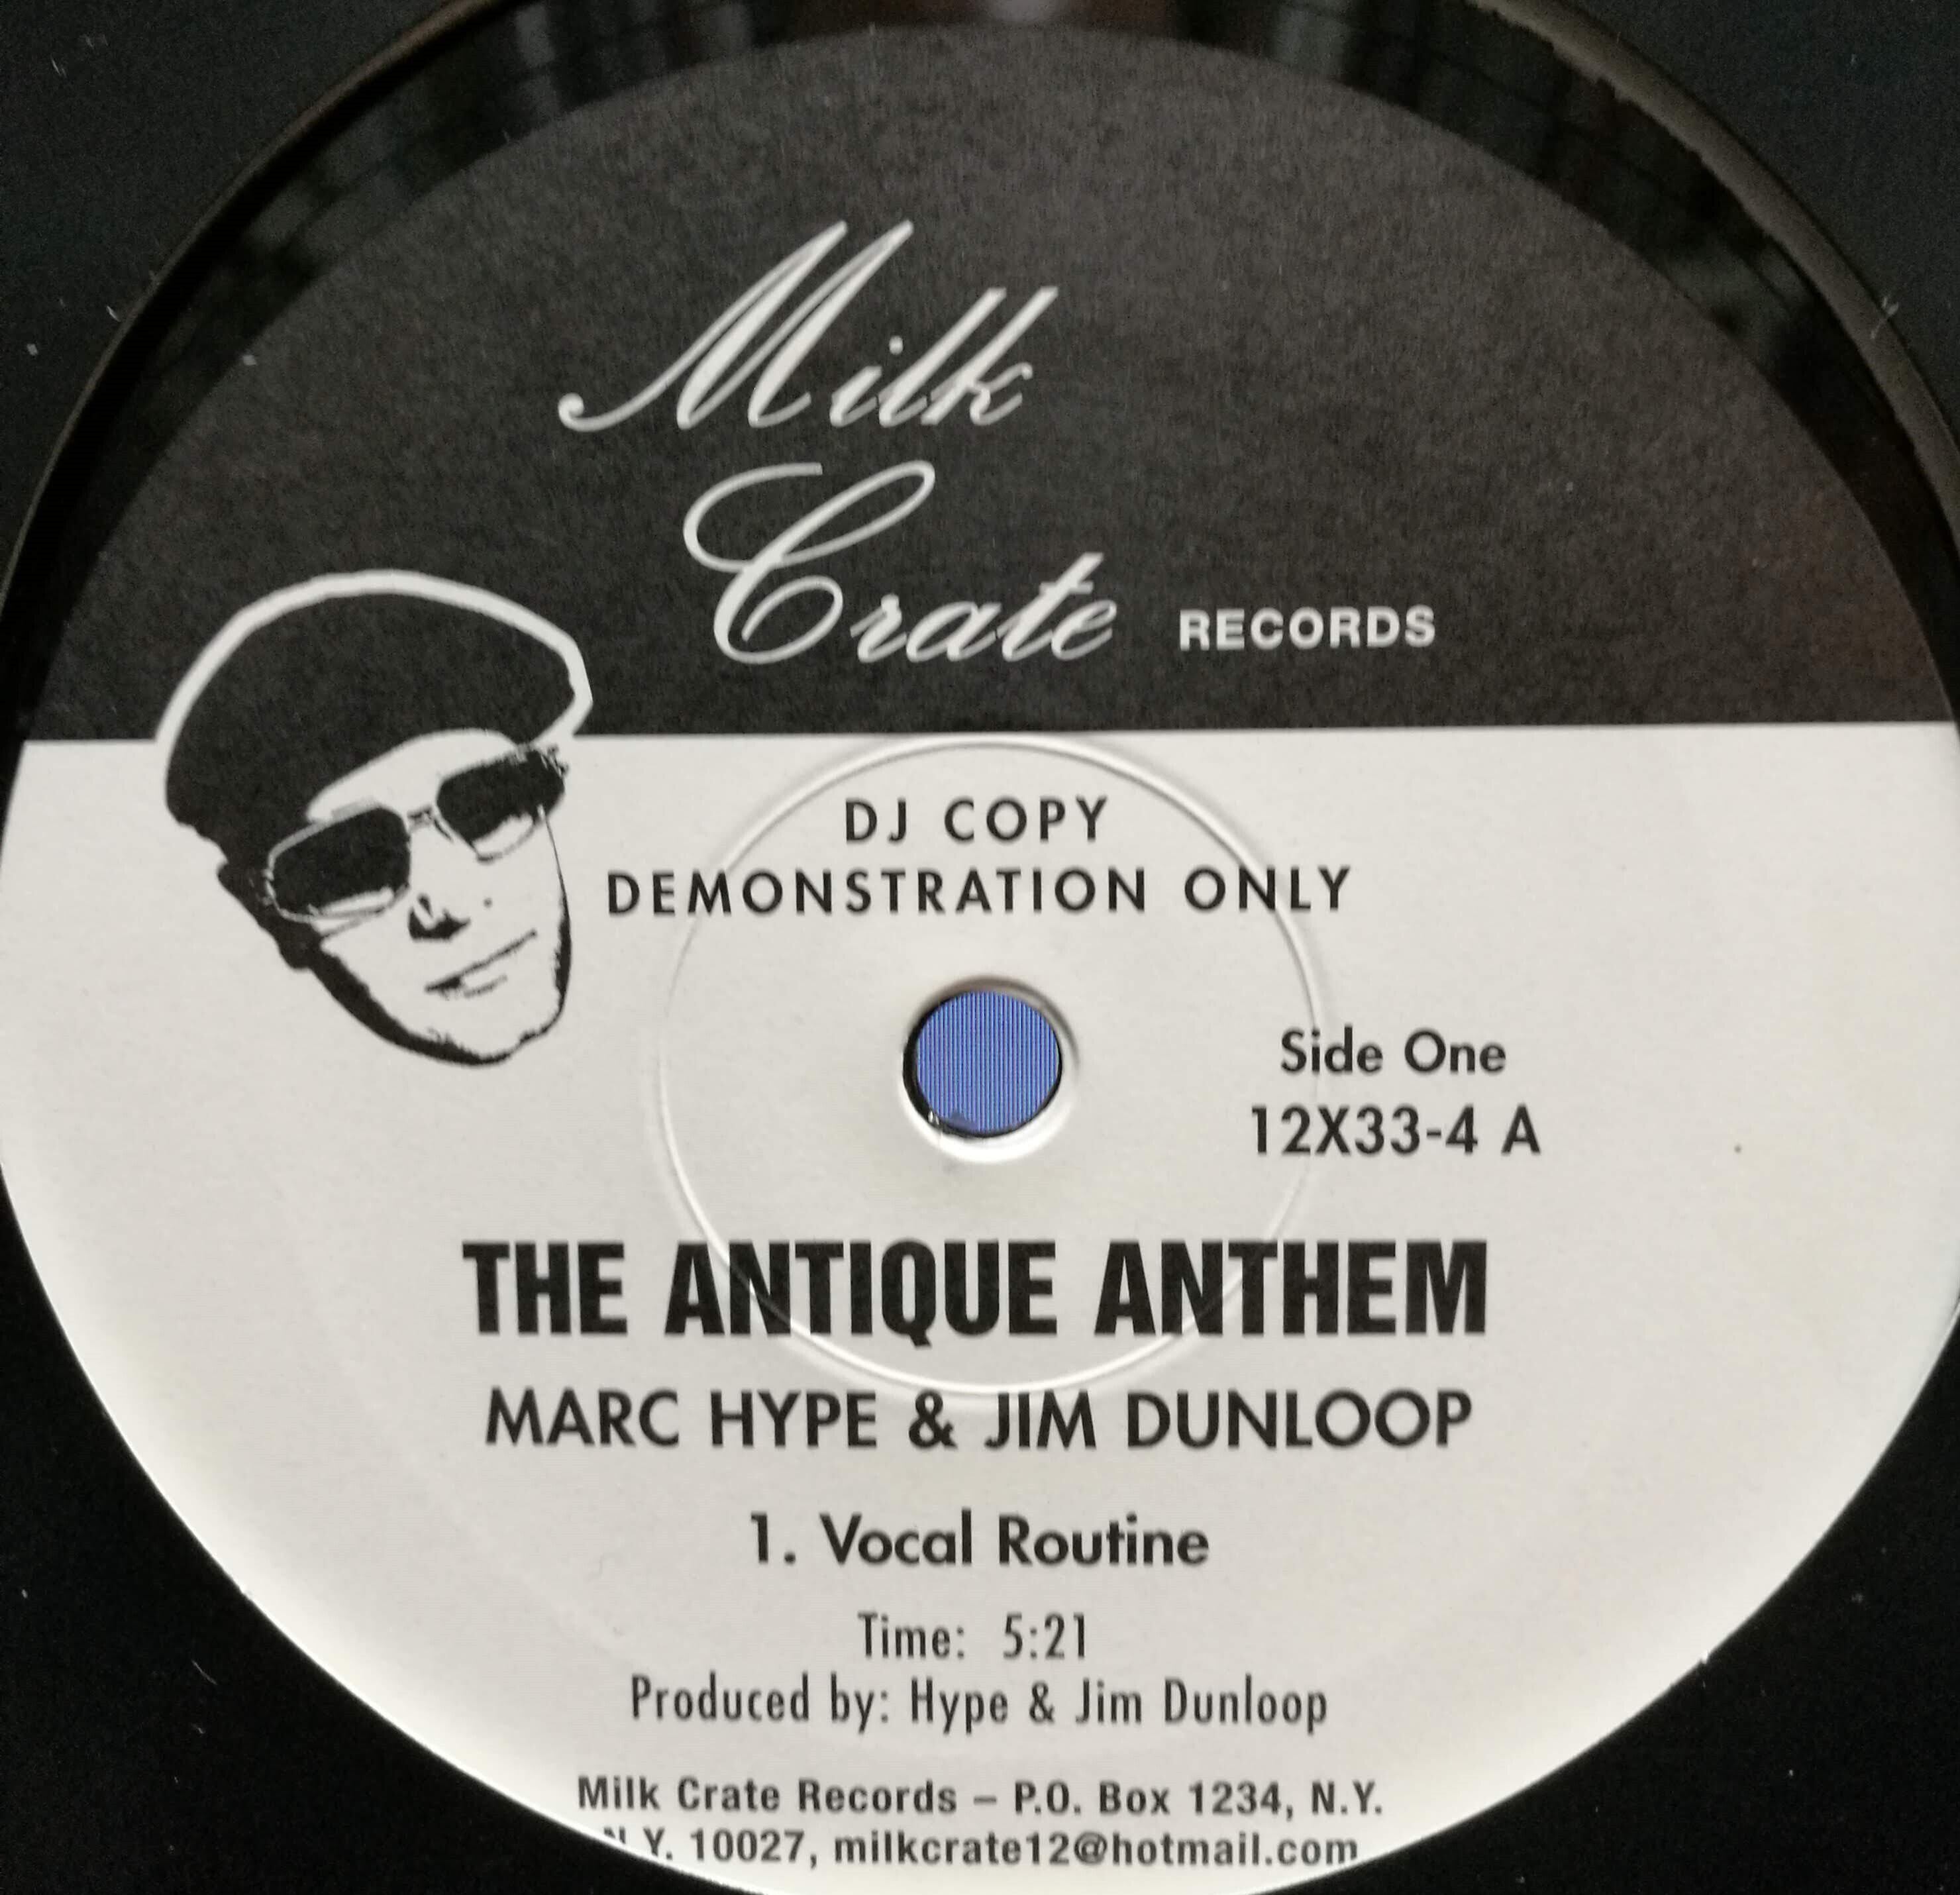 Milk
Crate RECORDS
DJ COPY
DEMONSTRATION ONLY
Side One
12X33-4 A
THE ANTIQUE ANTHEM
MARC HYPE & JIM DUNLOOP
1. Vocal Routine
Time: 5:21
Produced by: Hype & Jim Dunloop
Milk Crate Records – P.O. Box 1234, N.Y.
N.Y. 10027, milkcrate12@hotmail.com